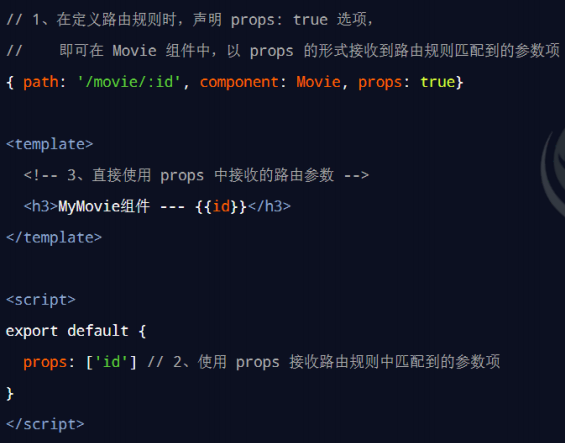 // 1、在定义路由规则时，声明 props: true 选项，
//    即可在 Movie 组件中，以 props 的形式接收到路由规则匹配到的参数项
{ path: '/movie/:id', component: Movie, props: true}
<template>
  <!-- 3、直接使用 props 中接收的路由参数 -->
  <h3>MyMovie组件 --- {{id}}</h3>
</template>
<script>
export default {
  props: ['id'] // 2、使用 props 接收路由规则中匹配到的参数项
}
</script>